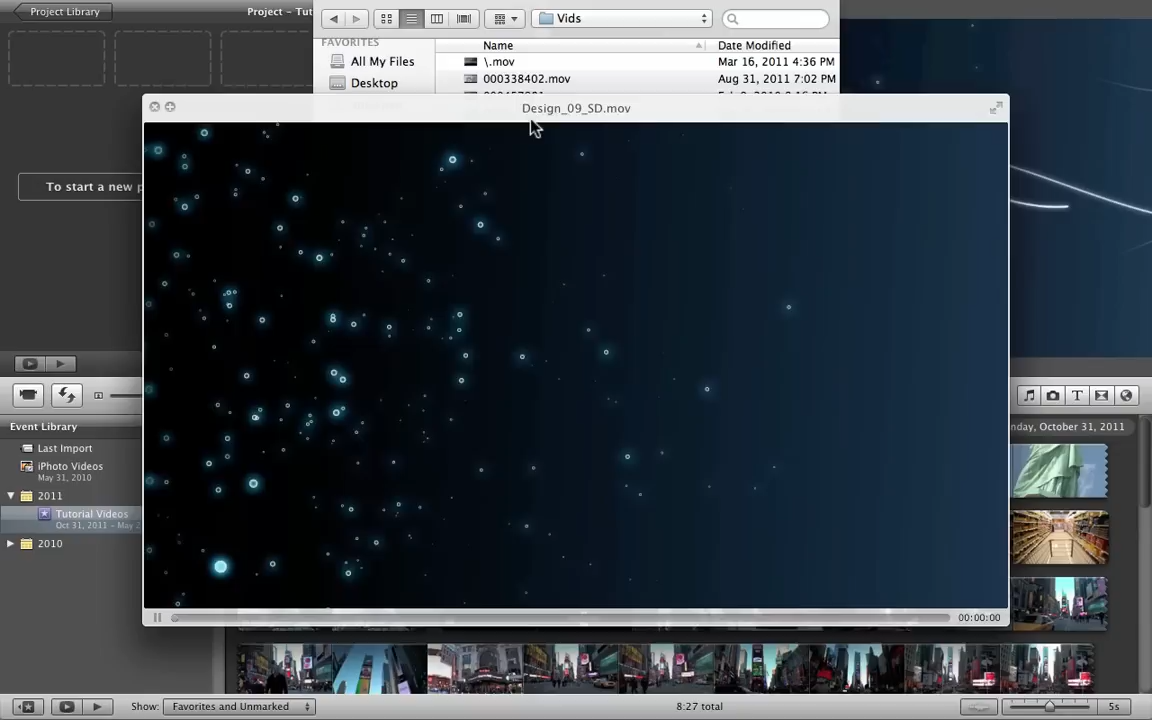 Project Library
Project - Tut
Vids
FAVORITES
Name
Date Modified
All My Files
\.mov
Mar 16, 2011 4:36 PM
Desktop
000338402.mov
Aug 31, 2011 7:02 PM
Design_09_SD.mov
To start a new p
00:00:00
Event Library
nday, October 31, 2011
Last Import
iPhoto Videos
May 31, 2010
2011
Tutorial Videos
Oct 31, 2011 - May 2
2010
Show:
Favorites and Unmarked
8:27 total
5s